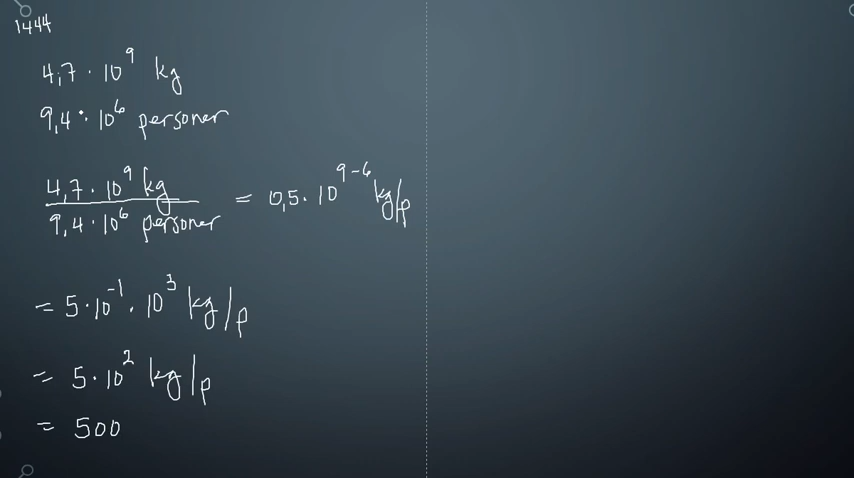 1444
4,7 · 10⁹ kg
9,4 · 10⁶ personer
4,7 · 10⁹ kg
9,4 · 10⁶ personer
= 0,5 · 10⁹⁻⁶ kg/p
= 5 · 10⁻¹ · 10³ kg/p
= 5 · 10² kg/p
= 500